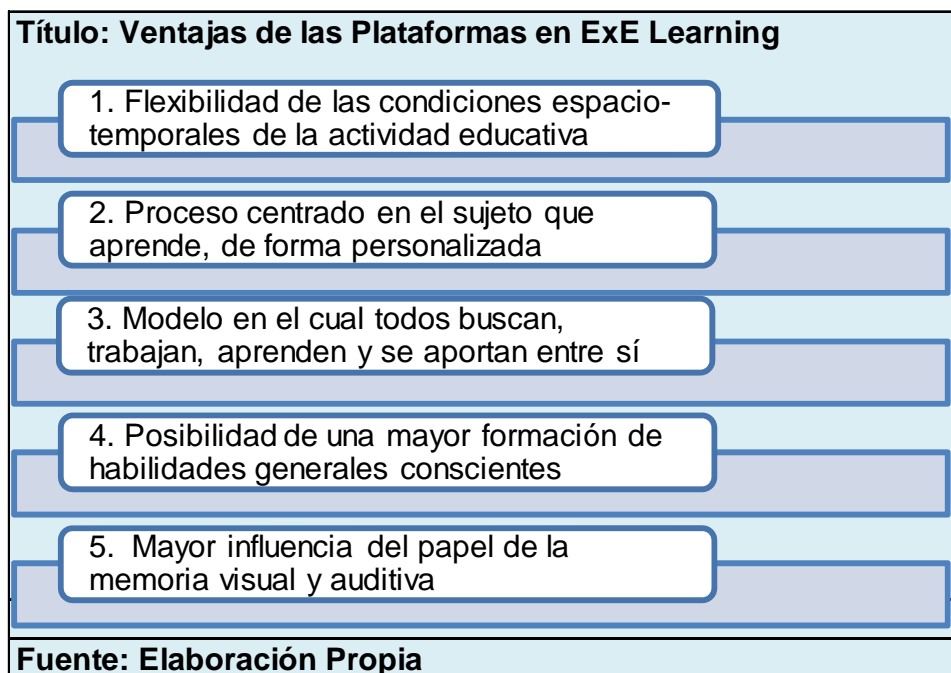 Título: Ventajas de las Plataformas en ExE Learning
1. Flexibilidad de las condiciones espacio-
temporales de la actividad educativa
2. Proceso centrado en el sujeto que
aprende, de forma personalizada
3. Modelo en el cual todos buscan,
trabajan, aprenden y se aportan entre sí
4. Posibilidad de una mayor formación de
habilidades generales conscientes
5. Mayor influencia del papel de la
memoria visual y auditiva
Fuente: Elaboración Propia